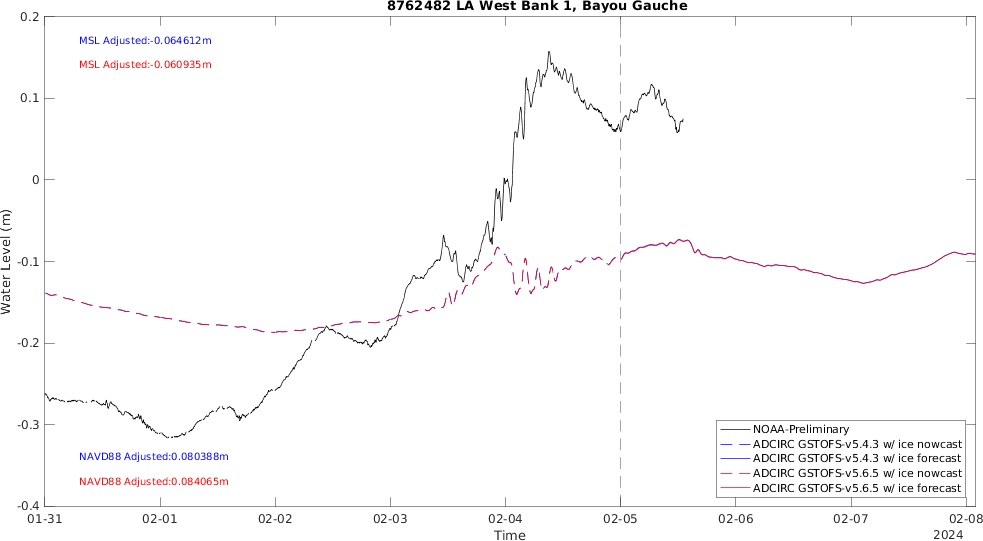 8762482 LA West Bank 1, Bayou Gauche
MSL Adjusted:-0.064612m
MSL Adjusted:-0.060935m
0.2
0.1
0
-0.1
-0.2
-0.3
-0.4
Water Level (m)
NAVD88 Adjusted:0.080388m
NAVD88 Adjusted:0.084065m
NOAA-Preliminary
ADCIRC GSTOFS-v5.4.3 w/ ice nowcast
ADCIRC GSTOFS-v5.4.3 w/ ice forecast
ADCIRC GSTOFS-v5.6.5 w/ ice nowcast
ADCIRC GSTOFS-v5.6.5 w/ ice forecast
01-31 02-01 02-02 02-03 02-04 02-05 02-06 02-07 02-08
Time
2024